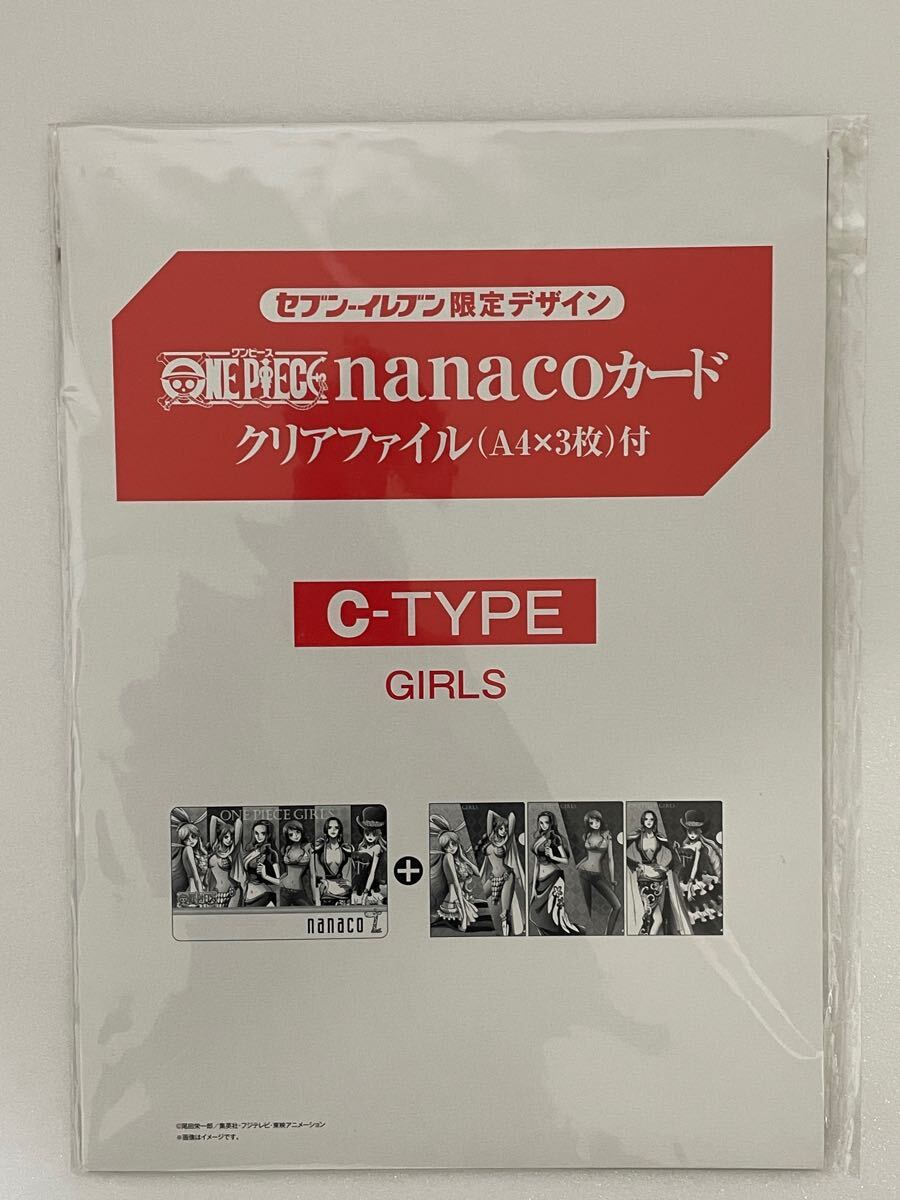 セブン-イレブン限定デザイン
ワンピース
ONE PIECE nanacoカード
クリアファイル(A4×3枚)付
C-TYPE
GIRLS
ONE PIECE GIRLS
nanaco
GIRLS
©尾田栄一郎／集英社・フジテレビ・東映アニメーション
※画像はイメージです。